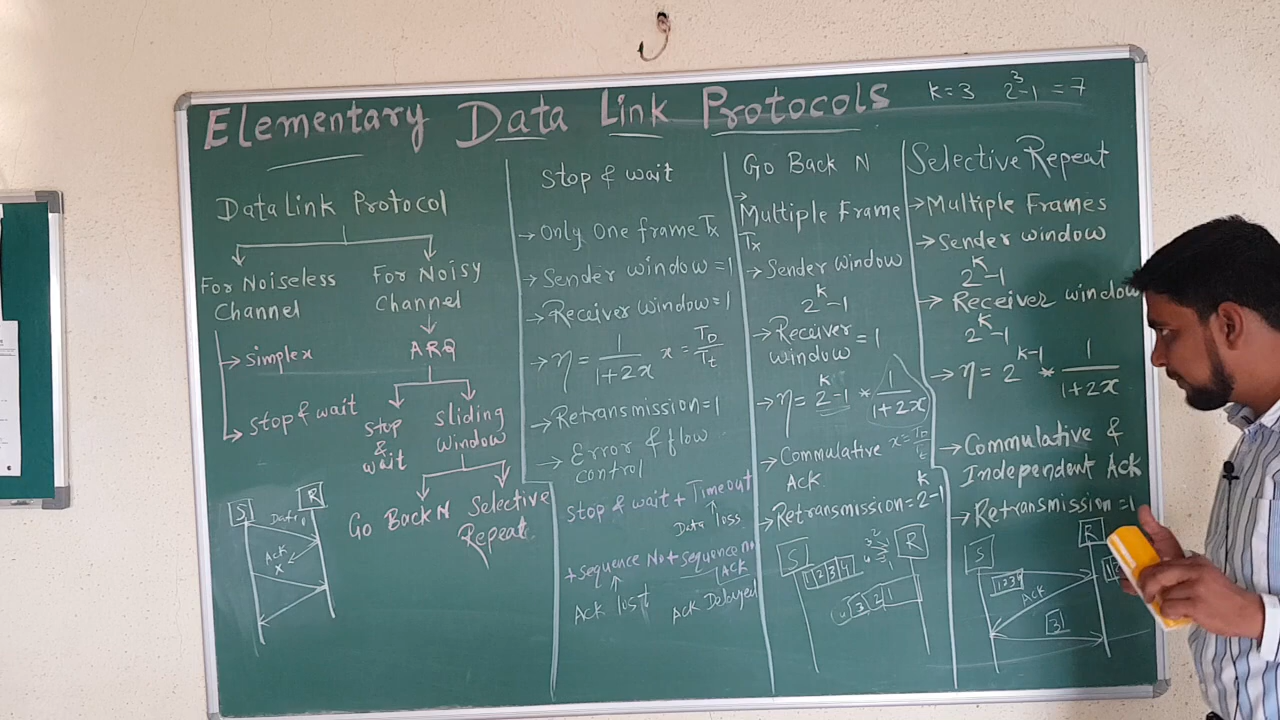 Elementary Data Link Protocols
k=3 2^3-1 = 7
Data Link Protocol
For Noiseless
Channel
→ Simplex
→ Stop & wait
For Noisy
Channel
ARQ
Stop
&
wait
Sliding
Window
Go Back N
Selective
Repeat
S
R
Ack
x
Stop & wait
→ Only One frame Tx
→ Sender window = 1
→ Receiver window = 1
→ η = 1/(1+2x) x = TD/Tt
→ Retransmission = 1
→ Error & flow
control
Stop & wait + Timeout
Data loss
+ Sequence No + sequence no
ACK
Ack lost
Ack Delayed
Go Back N
→ Multiple Frame
Tx
→ Sender window
2^k-1
→ Receiver
window = 1
→ η = 2^k-1 * 1/(1+2x)
→ Commulative
Ack
x = TD/t
→ Retransmission = 2^k-1
S
R
1 2 3 4
4 3 2 1
Selective Repeat
→ Multiple Frames
→ Sender window
2^k-1
→ Receiver window
2^k-1
→ η = 2^k-1 * 1/(1+2x)
→ Commulative &
Independent Ack
→ Retransmission = 1
S
R
1 2 3 4
Ack
3